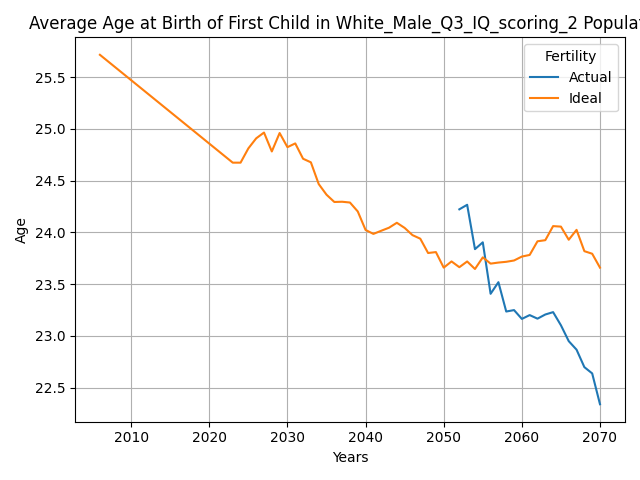 Average Age at Birth of First Child in White_Male_Q3_IQ_scoring_2 Populat
Fertility
Actual
Ideal
25.5
25.0
24.5
24.0
23.5
23.0
22.5
Age
2010 2020 2030 2040 2050 2060 2070
Years